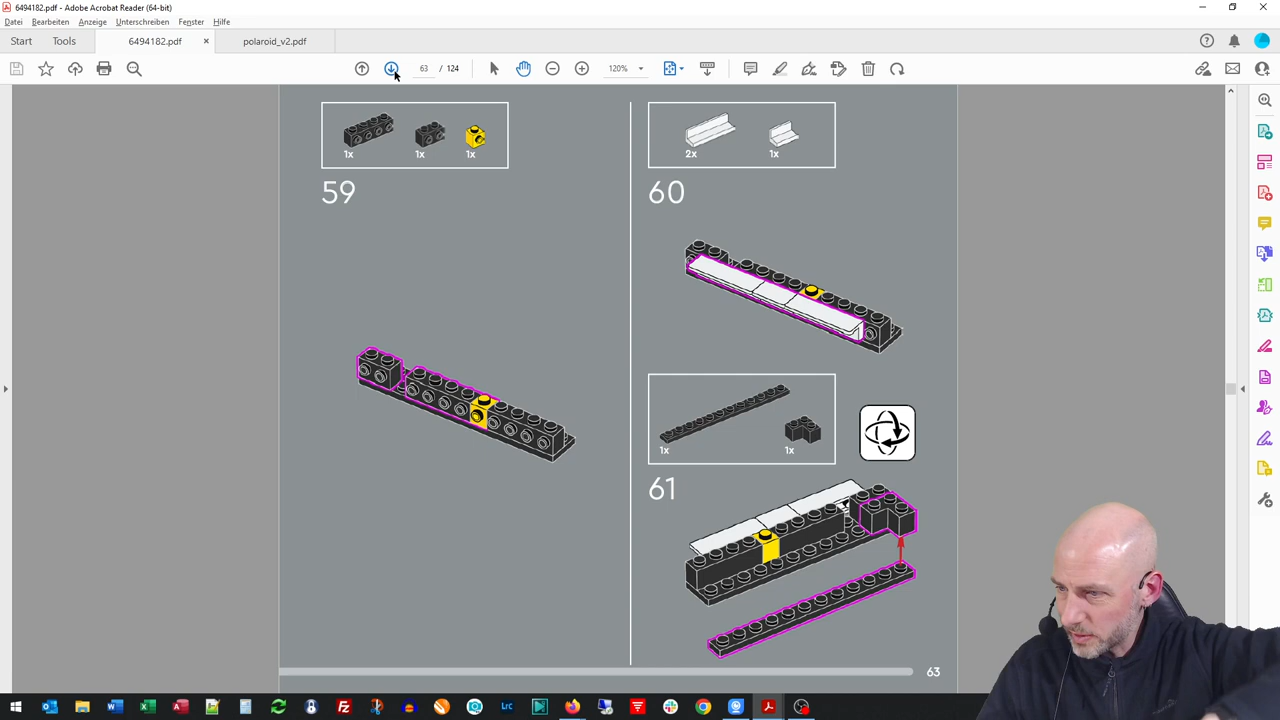 6494182.pdf - Adobe Acrobat Reader (64-bit)
Datei Bearbeiten Anzeige Unterschreiben Fenster Hilfe
Start Tools 6494182.pdf × polaroid_v2.pdf
63 / 124 120%
1x 1x 1x
59
2x 1x
60
1x 1x
61
63
Lrc